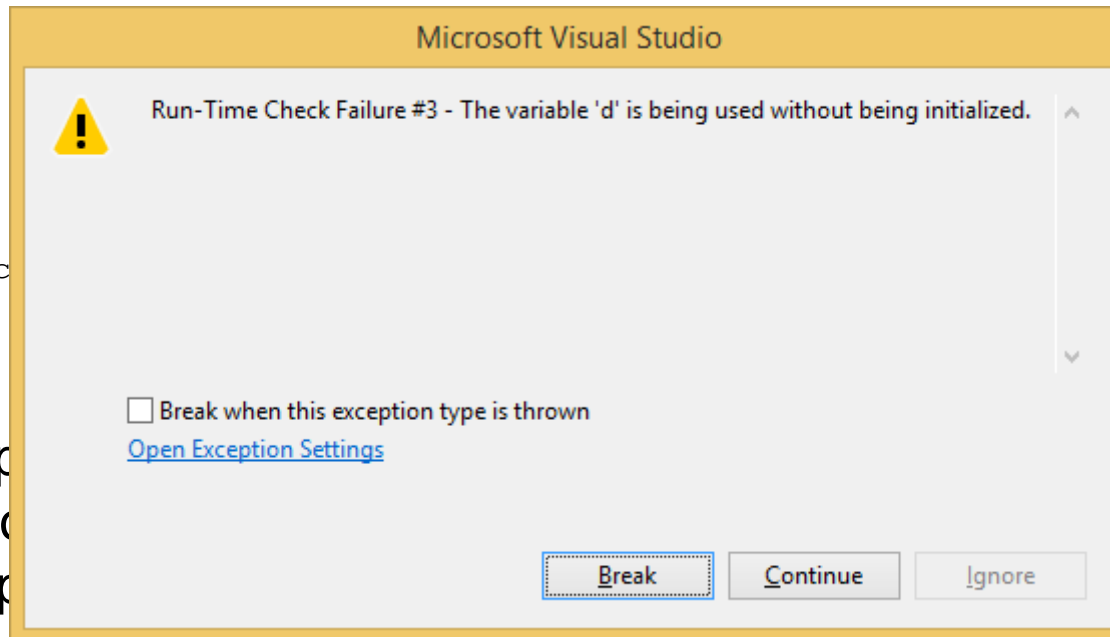 Microsoft Visual Studio
Run-Time Check Failure #3 - The variable 'd' is being used without being initialized.
Break when this exception type is thrown
Open Exception Settings
Break Continue Ignore